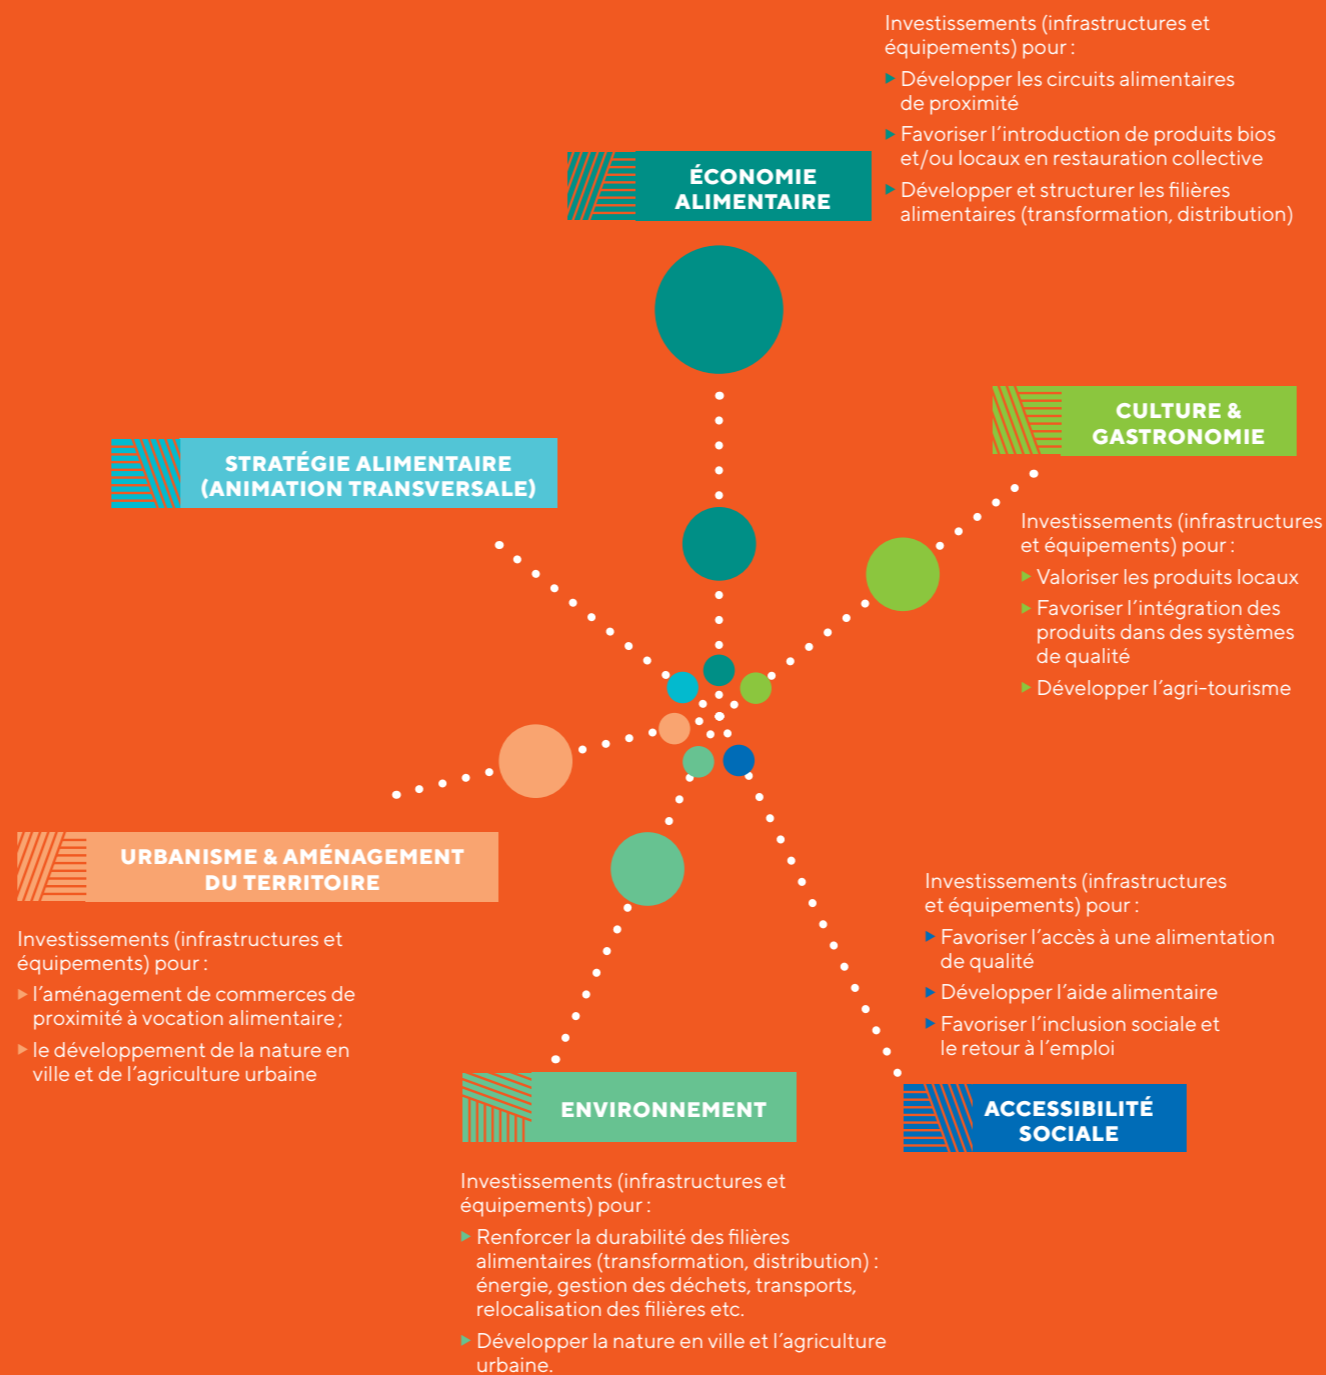 Investissements (infrastructures et
équipements) pour :
▶ Développer les circuits alimentaires
de proximité
▶ Favoriser l’introduction de produits bios
et/ou locaux en restauration collective
▶ Développer et structurer les filières
alimentaires (transformation, distribution)
ÉCONOMIE
ALIMENTAIRE
CULTURE &
GASTRONOMIE
Investissements (infrastructures
et équipements) pour :
▶ Valoriser les produits locaux
▶ Favoriser l’intégration des
produits dans des systèmes
de qualité
▶ Développer l’agri-tourisme
STRATÉGIE ALIMENTAIRE
(ANIMATION TRANSVERSALE)
URBANISME & AMÉNAGEMENT
DU TERRITOIRE
Investissements (infrastructures et
équipements) pour :
▶ l’aménagement de commerces de
proximité à vocation alimentaire ;
▶ le développement de la nature en
ville et de l’agriculture urbaine
Investissements (infrastructures
et équipements) pour :
▶ Favoriser l’accès à une alimentation
de qualité
▶ Développer l’aide alimentaire
▶ Favoriser l’inclusion sociale et
le retour à l’emploi
ACCESSIBILITÉ
SOCIALE
ENVIRONNEMENT
Investissements (infrastructures et
équipements) pour :
▶ Renforcer la durabilité des filières
alimentaires (transformation, distribution) :
énergie, gestion des déchets, transports,
relocalisation des filières etc.
▶ Développer la nature en ville et l’agriculture
urbaine.